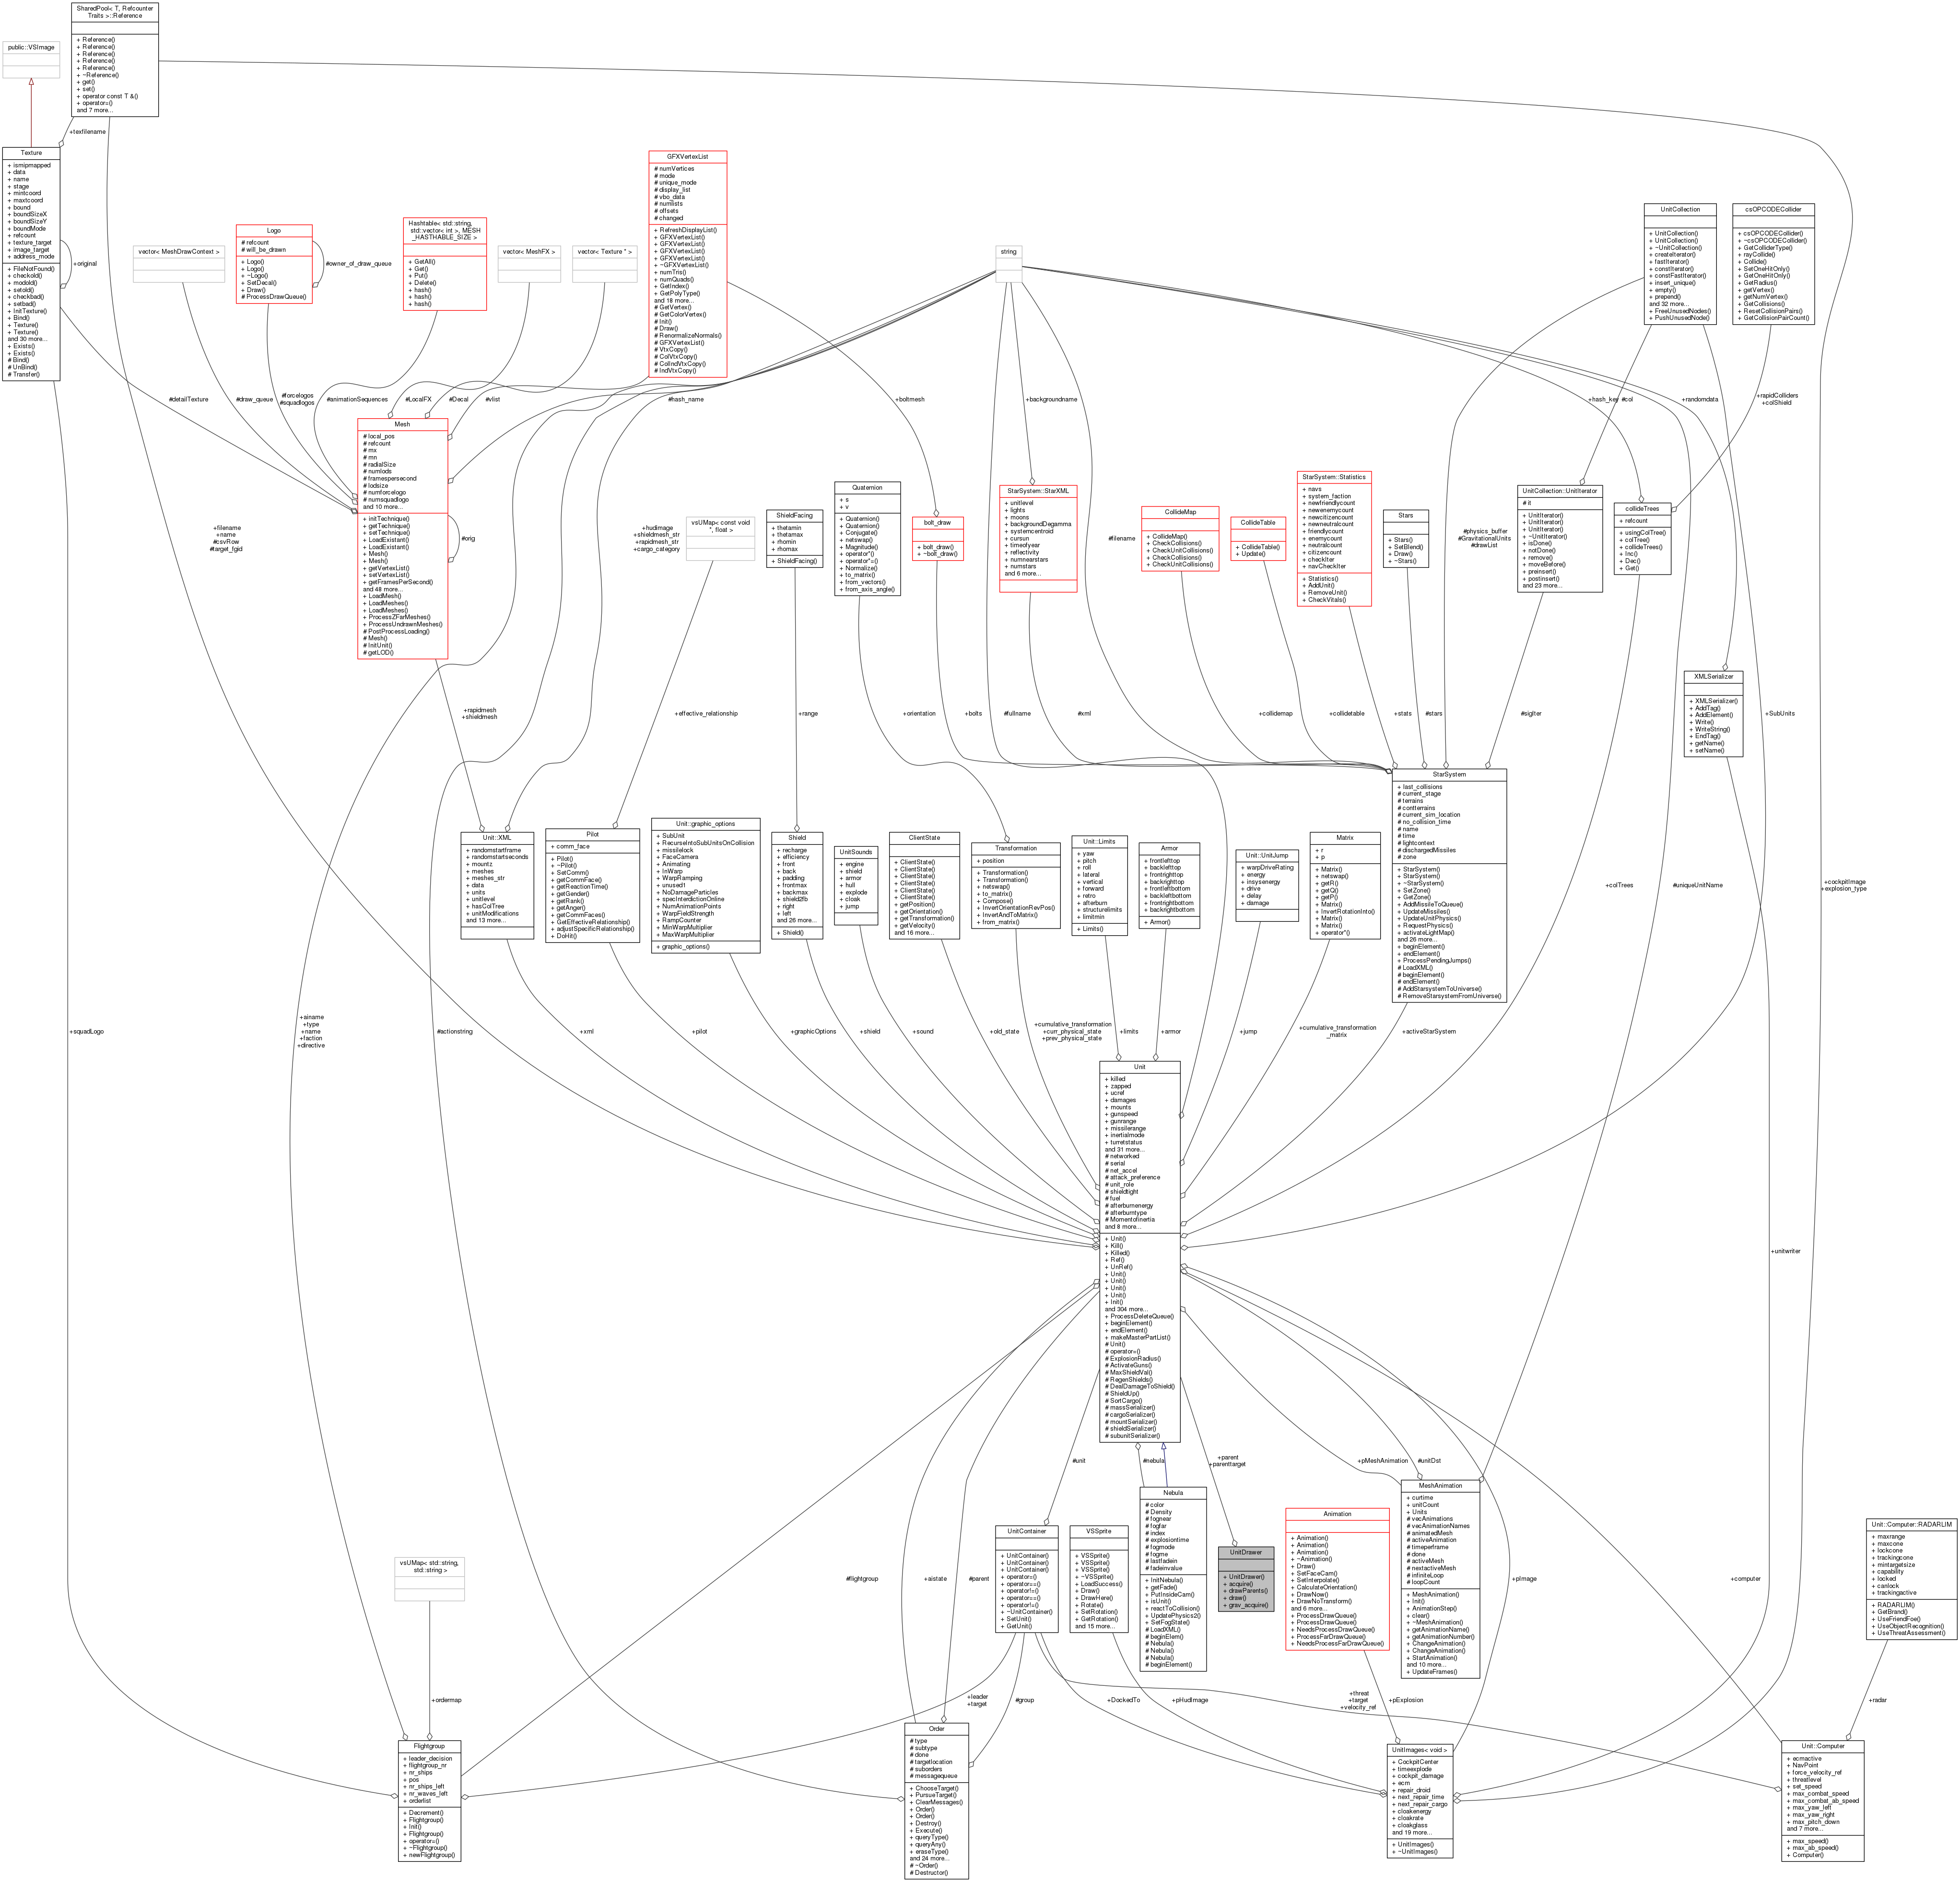 SharedPool< T, Refcounter
Traits >::Reference
+ Reference()
+ Reference()
+ Reference()
+ Reference()
+ Reference()
+ ~Reference()
+ get()
+ set()
+ operator const T &()
+ operator=()
and 7 more...
public::VSImage
+texfilename
Texture
+ ismipmapped
+ data
+ name
+ stage
+ mintcoord
+ maxtcoord
+ bound
+ boundSizeX
+ boundSizeY
+ boundMode
+ refcount
+ texture_target
+ image_target
+ address_mode
+ FileNotFound()
+ checkold()
+ modold()
+ setold()
+ checkbad()
+ setbad()
+ InitTexture()
+ Bind()
+ Texture()
+ Texture()
and 30 more...
+ Exists()
+ Exists()
# Bind()
# UnBind()
# Transfer()
+original
vector< MeshDrawContext >
Logo
# refcount
# will_be_drawn
+ Logo()
+ Logo()
+ ~Logo()
+ SetDecal()
+ Draw()
# ProcessDrawQueue()
#owner_of_draw_queue
Hashtable< std::string,
std::vector< int >, MESH
_HASTHABLE_SIZE >
+ GetAll()
+ Get()
+ Put()
+ Delete()
+ hash()
+ hash()
+ hash()
vector< MeshFX >
vector< Texture * >
GFXVertexList
# numVertices
# mode
# unique_mode
# display_list
# vbo_data
# numlists
# offsets
# changed
+ RefreshDisplayList()
+ GFXVertexList()
+ GFXVertexList()
+ GFXVertexList()
+ GFXVertexList()
+ ~GFXVertexList()
+ numTris()
+ numQuads()
+ GetIndex()
+ GetPolyType()
and 18 more...
# GetVertex()
# GetColorVertex()
# Init()
# Draw()
# RenormalizeNormals()
# GFXVertexList()
# VtxCopy()
# ColVtxCopy()
# ColIndVtxCopy()
# IndVtxCopy()
string
UnitCollection
+ UnitCollection()
+ UnitCollection()
+ ~UnitCollection()
+ createIterator()
+ fastIterator()
+ constIterator()
+ constFastIterator()
+ insert_unique()
+ empty()
+ prepend()
and 32 more...
+ FreeUnusedNodes()
+ PushUnusedNode()
csOPCODECollider
+ csOPCODECollider()
+ ~csOPCODECollider()
+ GetColliderType()
+ rayCollide()
+ Collide()
+ SetOneHitOnly()
+ GetOneHitOnly()
+ GetRadius()
+ getVertex()
+ getNumVertex()
+ GetCollisions()
+ ResetCollisionPairs()
+ GetCollisionPairCount()
#detailTexture
#draw_queue
#forcelogos
#squadlogos
#animationSequences
#LocalFX
#Decal
#vlist
#hash_name
+boltmesh
+backgroundname
+hash_key
#col
+randomdata
+rapidColliders
+colShield
Mesh
# local_pos
# refcount
# mx
# mn
# radialSize
# numlods
# framespersecond
# lodsize
# numforcelogo
# numsquadlogo
and 10 more...
+ initTechnique()
+ getTechnique()
+ setTechnique()
+ LoadExistant()
+ LoadExistant()
+ Mesh()
+ Mesh()
+ getVertexList()
+ setVertexList()
+ getFramesPerSecond()
and 48 more...
+ LoadMesh()
+ LoadMeshes()
+ LoadMeshes()
+ ProcessZFarMeshes()
+ ProcessUndrawnMeshes()
# PostProcessLoading()
# Mesh()
# InitUnit()
# getLOD()
#orig
+filename
+name
#csvRow
#target_fgid
+hudimage
+shieldmesh_str
+rapidmesh_str
+cargo_category
vsUMap< const void
*, float >
ShieldFacing
+ thetamin
+ thetamax
+ rhomin
+ rhomax
+ ShieldFacing()
Quaternion
+ s
+ v
+ Quaternion()
+ Quaternion()
+ Conjugate()
+ netswap()
+ Magnitude()
+ operator*()
+ operator*=()
+ Normalize()
+ to_matrix()
+ from_vectors()
+ from_axis_angle()
bolt_draw
+ bolt_draw()
+ ~bolt_draw()
StarSystem::StarXML
+ unitlevel
+ lights
+ moons
+ backgroundDegamma
+ systemcentroid
+ cursun
+ timeofyear
+ reflectivity
+ numnearstars
+ numstars
and 6 more...
#filename
CollideMap
+ CollideMap()
+ CheckCollisions()
+ CheckUnitCollisions()
+ CheckCollisions()
+ CheckUnitCollisions()
CollideTable
+ CollideTable()
+ Update()
StarSystem::Statistics
+ navs
+ system_faction
+ newfriendlycount
+ newenemycount
+ newcitizencount
+ newneutralcount
+ friendlycount
+ enemycount
+ neutralcount
+ citizencount
+ checkIter
+ navCheckIter
+ Statistics()
+ AddUnit()
+ RemoveUnit()
+ CheckVitals()
Stars
+ Stars()
+ SetBlend()
+ Draw()
+ ~Stars()
#physics_buffer
#GravitationalUnits
#drawList
UnitCollection::UnitIterator
# it
+ UnitIterator()
+ UnitIterator()
+ UnitIterator()
+ ~UnitIterator()
+ isDone()
+ notDone()
+ remove()
+ moveBefore()
+ preinsert()
+ postinsert()
and 23 more...
collideTrees
+ refcount
+ usingColTree()
+ colTree()
+ collideTrees()
+ Inc()
+ Dec()
+ Get()
XMLSerializer
+ XMLSerializer()
+ AddTag()
+ AddElement()
+ Write()
+ WriteString()
+ EndTag()
+ getName()
+ setName()
+rapidmesh
+shieldmesh
+effective_relationship
+range
+orientation
+bolts
#fullname
#xml
+collidemap
+collidetable
+stats
#stars
#sigIter
+SubUnits
Unit::XML
+ randomstartframe
+ randomstartseconds
+ mountz
+ meshes
+ meshes_str
+ data
+ units
+ unitlevel
+ hasColTree
+ unitModifications
and 13 more...
Pilot
+ comm_face
+ Pilot()
+ ~Pilot()
+ SetComm()
+ getCommFace()
+ getReactionTime()
+ getGender()
+ getRank()
+ getAnger()
+ getCommFaces()
+ GetEffectiveRelationship()
+ adjustSpecificRelationship()
+ DoHit()
Unit::graphic_options
+ SubUnit
+ RecurseIntoSubUnitsOnCollision
+ missilelock
+ FaceCamera
+ Animating
+ InWarp
+ WarpRamping
+ unused1
+ NoDamageParticles
+ specInterdictionOnline
+ NumAnimationPoints
+ WarpFieldStrength
+ RampCounter
+ MinWarpMultiplier
+ MaxWarpMultiplier
+ graphic_options()
Shield
+ recharge
+ efficiency
+ front
+ back
+ padding
+ frontmax
+ backmax
+ shield2fb
+ right
+ left
and 26 more...
+ Shield()
UnitSounds
+ engine
+ shield
+ armor
+ hull
+ explode
+ cloak
+ jump
ClientState
+ ClientState()
+ ClientState()
+ ClientState()
+ ClientState()
+ ClientState()
+ ClientState()
+ getPosition()
+ getOrientation()
+ getTransformation()
+ getVelocity()
and 16 more...
Transformation
+ position
+ Transformation()
+ Transformation()
+ netswap()
+ to_matrix()
+ Compose()
+ InvertOrientationRevPos()
+ InvertAndToMatrix()
+ from_matrix()
Unit::Limits
+ yaw
+ pitch
+ roll
+ lateral
+ vertical
+ forward
+ retro
+ afterburn
+ structurelimits
+ limitmin
+ Limits()
Armor
+ frontlefttop
+ backlefttop
+ frontrighttop
+ backrighttop
+ frontleftbottom
+ backleftbottom
+ frontrightbottom
+ backrightbottom
+ Armor()
Unit::UnitJump
+ warpDriveRating
+ energy
+ insysenergy
+ drive
+ delay
+ damage
Matrix
+ r
+ p
+ Matrix()
+ netswap()
+ getR()
+ getQ()
+ getP()
+ Matrix()
+ InvertRotationInto()
+ Matrix()
+ Matrix()
+ operator*()
StarSystem
+ last_collisions
# current_stage
# terrains
# contterrains
# current_sim_location
# no_collision_time
# name
# time
# lightcontext
# dischargedMissiles
# zone
+ StarSystem()
+ StarSystem()
+ ~StarSystem()
+ SetZone()
+ GetZone()
+ AddMissileToQueue()
+ UpdateMissiles()
+ UpdateUnitPhysics()
+ RequestPhysics()
+ activateLightMap()
and 26 more...
+ beginElement()
+ endElement()
+ ProcessPendingJumps()
# LoadXML()
# beginElement()
# endElement()
# AddStarsystemToUniverse()
# RemoveStarsystemFromUniverse()
+colTrees
#uniqueUnitName
+cockpitImage
+explosion_type
+squadLogo
+ainame
+type
+name
+faction
+directive
#actionstring
+xml
+pilot
+graphicOptions
+shield
+sound
+old_state
+cumulative_transformation
+curr_physical_state
+prev_physical_state
+limits
+armor
+jump
+cumulative_transformation
_matrix
+activeStarSystem
Unit
+ killed
+ zapped
+ ucref
+ damages
+ mounts
+ gunspeed
+ gunrange
+ missilerange
+ inertialmode
+ turretstatus
and 31 more...
# networked
# serial
# net_accel
# attack_preference
# unit_role
# shieldtight
# fuel
# afterburnenergy
# afterburntype
# Momentofinertia
and 8 more...
+ Unit()
+ Kill()
+ Killed()
+ Ref()
+ UnRef()
+ Unit()
+ Unit()
+ Unit()
+ Unit()
+ Init()
and 304 more...
+ ProcessDeleteQueue()
+ beginElement()
+ endElement()
+ makeMasterPartList()
# Unit()
# operator=()
# ExplosionRadius()
# ActivateGuns()
# MaxShieldVal()
# RegenShields()
# DealDamageToShield()
# ShieldUp()
# SortCargo()
# massSerializer()
# cargoSerializer()
# mountSerializer()
# shieldSerializer()
# subunitSerializer()
+unitwriter
#unit
#nebula
+parent
+parenttarget
+pMeshAnimation
#unitDst
Nebula
# color
# Density
# fognear
# fogfar
# index
# explosiontime
# fogmode
# fogme
# lastfadein
# fadeinvalue
+ InitNebula()
+ getFade()
+ PutInsideCam()
+ isUnit()
+ reactToCollision()
+ UpdatePhysics2()
+ SetFogState()
# LoadXML()
# beginElem()
# Nebula()
# Nebula()
# Nebula()
# beginElement()
MeshAnimation
+ curtime
+ unitCount
+ Units
# vecAnimations
# vecAnimationNames
# animatedMesh
# activeAnimation
# timeperframe
# done
# activeMesh
# nextactiveMesh
# infiniteLoop
# loopCount
+ MeshAnimation()
+ Init()
+ AnimationStep()
+ clear()
+ ~MeshAnimation()
+ getAnimationName()
+ getAnimationNumber()
+ ChangeAnimation()
+ ChangeAnimation()
+ StartAnimation()
and 10 more...
+ UpdateFrames()
Animation
+ Animation()
+ Animation()
+ Animation()
+ ~Animation()
+ Draw()
+ SetFaceCam()
+ SetInterpolate()
+ CalculateOrientation()
+ DrawNow()
+ DrawNoTransform()
and 6 more...
+ ProcessDrawQueue()
+ ProcessDrawQueue()
+ NeedsProcessDrawQueue()
+ ProcessFarDrawQueue()
+ NeedsProcessFarDrawQueue()
UnitContainer
+ UnitContainer()
+ UnitContainer()
+ UnitContainer()
+ operator=()
+ operator==()
+ operator!=()
+ operator==()
+ operator!=()
+ ~UnitContainer()
+ SetUnit()
+ GetUnit()
VSSprite
+ VSSprite()
+ VSSprite()
+ VSSprite()
+ ~VSSprite()
+ LoadSuccess()
+ Draw()
+ DrawHere()
+ Rotate()
+ SetRotation()
+ GetRotation()
and 15 more...
UnitDrawer
+ UnitDrawer()
+ acquire()
+ drawParents()
+ draw()
+ grav_acquire()
Unit::Computer::RADARLIM
+ maxrange
+ maxcone
+ lockcone
+ trackingcone
+ mintargetsize
+ capability
+ locked
+ canlock
+ trackingactive
+ RADARLIM()
+ GetBrand()
+ UseFriendFoe()
+ UseObjectRecognition()
+ UseThreatAssessment()
vsUMap< std::string,
std::string >
#flightgroup
+aistate
#parent
+pImage
+computer
+ordermap
+leader
+target
#group
+DockedTo
+pHudImage
+threat
+target
+velocity_ref
+pExplosion
+radar
Flightgroup
+ leader_decision
+ flightgroup_nr
+ nr_ships
+ pos
+ nr_ships_left
+ nr_waves_left
+ orderlist
+ Decrement()
+ Flightgroup()
+ Init()
+ Flightgroup()
+ operator=()
+ ~Flightgroup()
+ newFlightgroup()
Order
# type
# subtype
# done
# targetlocation
# suborders
# messagequeue
+ ChooseTarget()
+ PursueTarget()
+ ClearMessages()
+ Order()
+ Order()
+ Destroy()
+ Execute()
+ queryType()
+ queryAny()
+ eraseType()
and 24 more...
# ~Order()
# Destructor()
UnitImages< void >
+ CockpitCenter
+ timeexplode
+ cockpit_damage
+ ecm
+ repair_droid
+ next_repair_time
+ next_repair_cargo
+ cloakenergy
+ cloakrate
+ cloakglass
and 19 more...
+ UnitImages()
+ ~UnitImages()
Unit::Computer
+ ecmactive
+ NavPoint
+ force_velocity_ref
+ threatlevel
+ set_speed
+ max_combat_speed
+ max_combat_ab_speed
+ max_yaw_left
+ max_yaw_right
+ max_pitch_down
and 7 more...
+ max_speed()
+ max_ab_speed()
+ Computer()